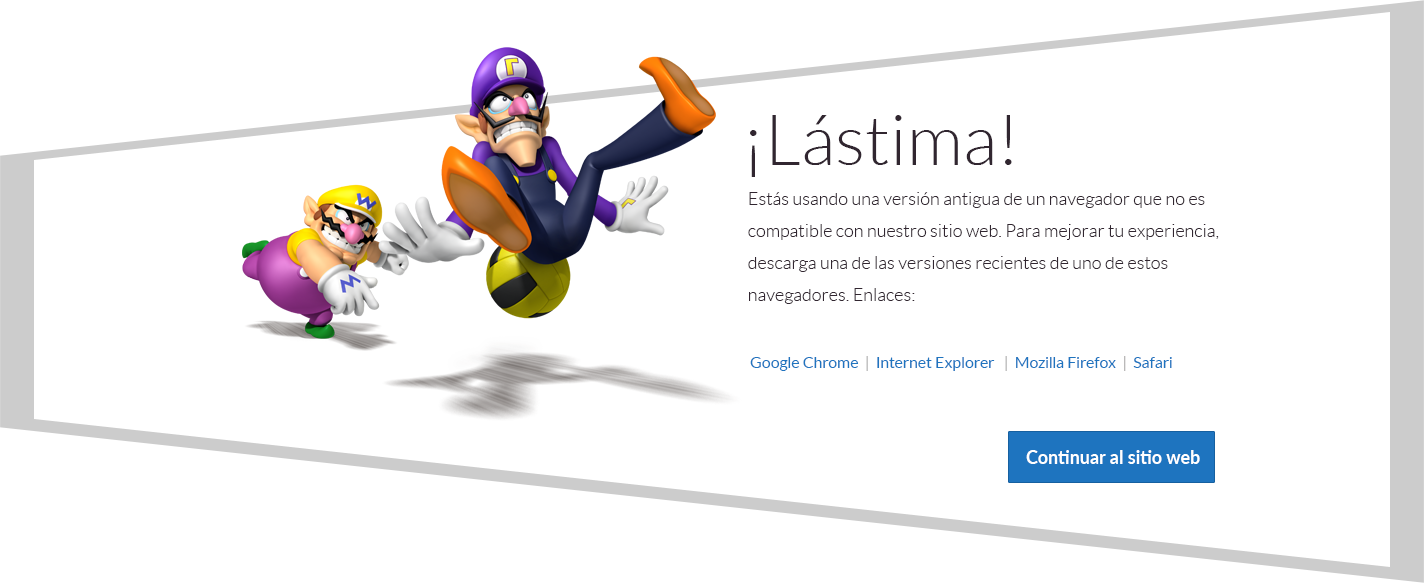 ¡Lástima!
Estás usando una versión antigua de un navegador que no es
compatible con nuestro sitio web. Para mejorar tu experiencia,
descarga una de las versiones recientes de uno de estos
navegadores. Enlaces:
Google Chrome | Internet Explorer | Mozilla Firefox | Safari
Continuar al sitio web